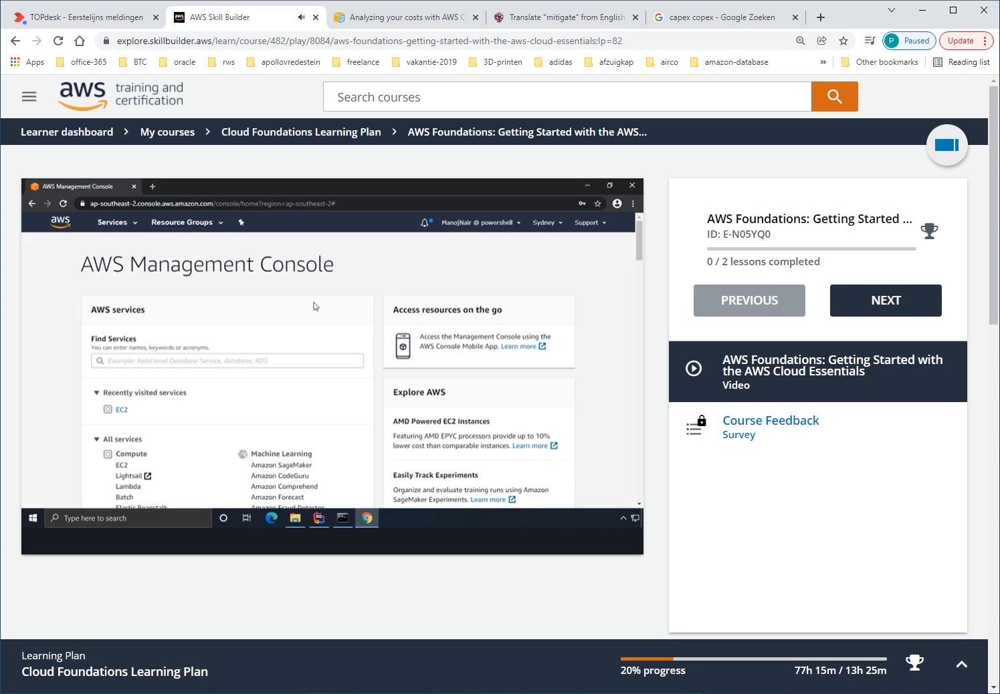 TOPdesk - Eerstelijns meldingen
AWS Skill Builder
Analyzing your costs with AWS C
Translate "mitigate" from English
capex copex - Google Zoeken
explore.skillbuilder.aws/learn/course/482/play/8084/aws-foundations-getting-started-with-the-aws-cloud-essentials;lp=82
P Paused
Update
Apps
office-365
BTC
oracle
rws
apollovredestein
freelance
vakantie-2019
3D-printen
adidas
afzuigkap
airco
amazon-database
»
Other bookmarks
Reading list
aws training and certification
Search courses
Learner dashboard > My courses > Cloud Foundations Learning Plan > AWS Foundations: Getting Started with the AWS...
AWS Management Console
ap-southeast-2.console.aws.amazon.com/console/home?region=ap-southeast-2#
aws
Services
Resource Groups
ManojNair @ powershell
Sydney
Support
AWS Management Console
AWS services
Find Services
You can enter names, keywords or acronyms.
Example: Relational Database Service, database, RDS
Recently visited services
EC2
All services
Compute
EC2
Lightsail
Lambda
Batch
Elastic Beanstalk
Machine Learning
Amazon SageMaker
Amazon CodeGuru
Amazon Comprehend
Amazon Forecast
Amazon Fraud Detector
Access resources on the go
Access the Management Console using the
AWS Console Mobile App. Learn more
Explore AWS
AMD Powered EC2 Instances
Featuring AMD EPYC processors provide up to 10%
lower cost than comparable instances. Learn more
Easily Track Experiments
Organize and evaluate training runs using Amazon
SageMaker Experiments. Learn more
Type here to search
AWS Foundations: Getting Started ...
ID: E-N05YQ0
0 / 2 lessons completed
PREVIOUS
NEXT
AWS Foundations: Getting Started with
the AWS Cloud Essentials
Video
Course Feedback
Survey
Learning Plan
Cloud Foundations Learning Plan
20% progress
77h 15m / 13h 25m